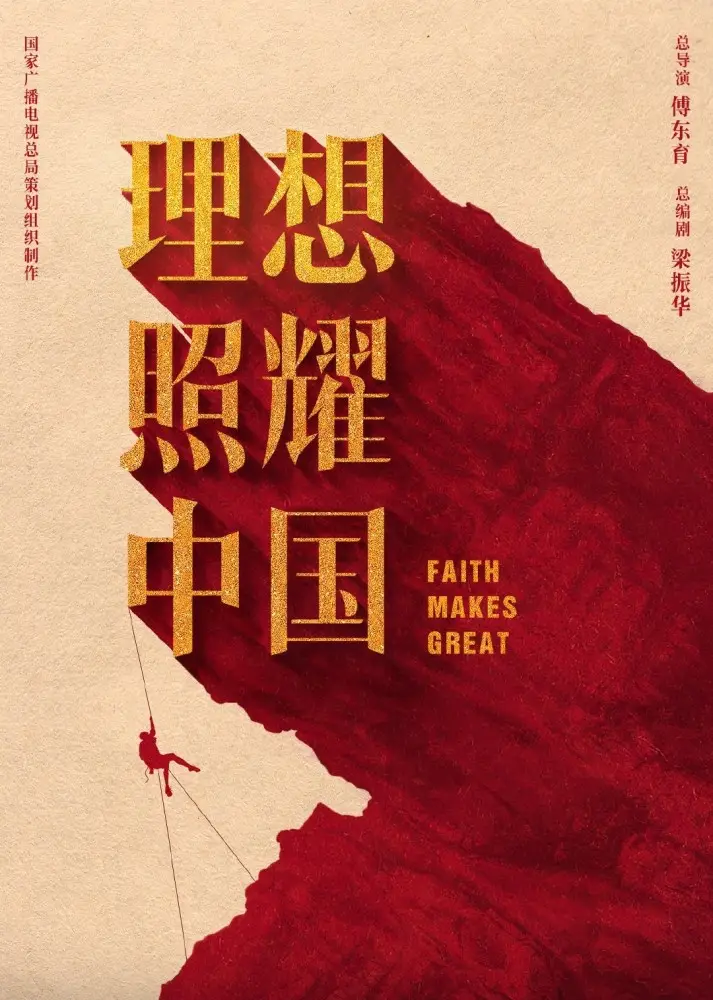 国家广播电视总局策划组织制作
总导演 傅东育 总编剧 梁振华
理想
照耀
中国
FAITH
MAKES
GREAT